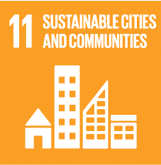 11 SUSTAINABLE CITIES
AND COMMUNITIES